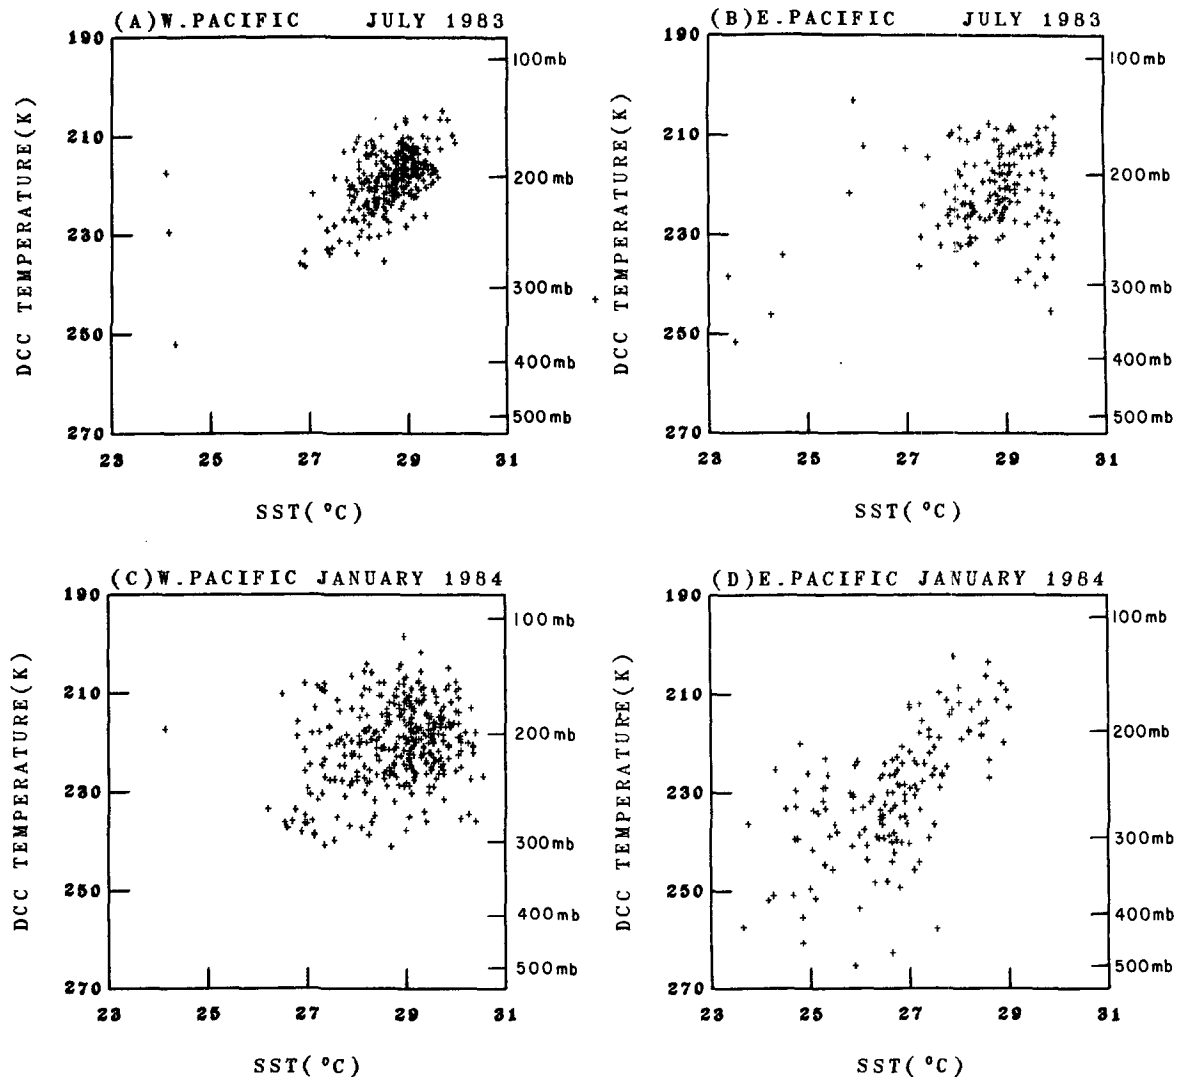 (A)W.PACIFIC JULY 1983
190
210
230
250
270
DCC TEMPERATURE(K)
100mb
200mb
300mb
400mb
500mb
23 25 27 29 31
SST(°C)
(B)E.PACIFIC JULY 1983
190
210
230
250
270
DCC TEMPERATURE(K)
100mb
200mb
300mb
400mb
500mb
23 25 27 29 31
SST(°C)
(C)W.PACIFIC JANUARY 1984
190
210
230
250
270
DCC TEMPERATURE(K)
100mb
200mb
300mb
400mb
500mb
23 25 27 29 31
SST(°C)
(D)E.PACIFIC JANUARY 1984
190
210
230
250
270
DCC TEMPERATURE(K)
100mb
200mb
300mb
400mb
500mb
23 25 27 29 31
SST(°C)